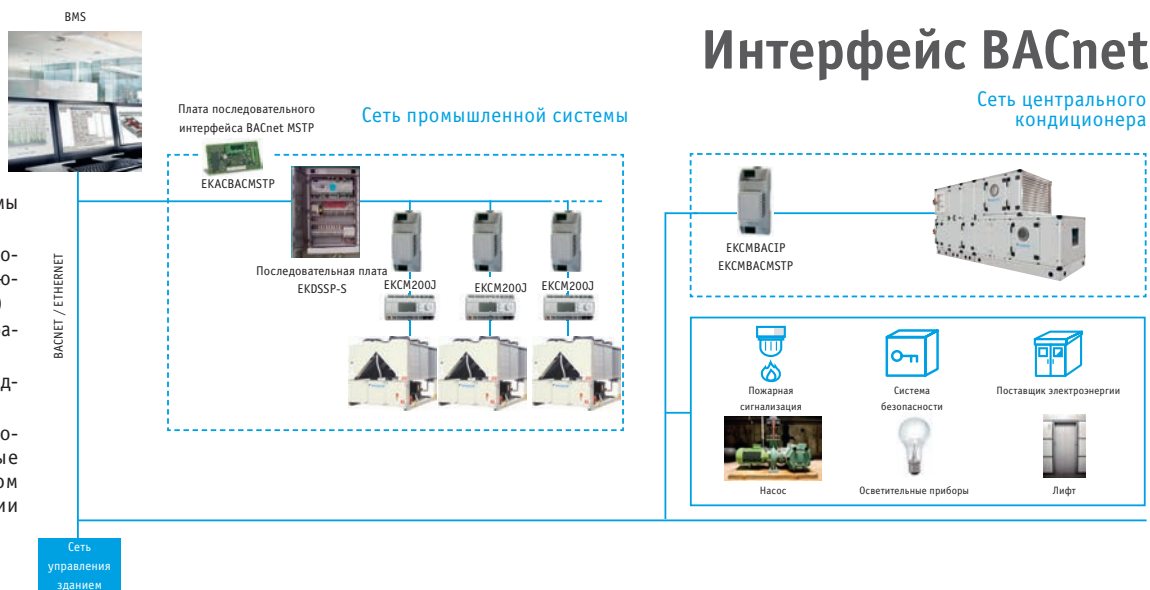 BMS
Интерфейс BACnet
Плата последовательного
интерфейса BACnet MSTP
EKACBACMSTP
Сеть промышленной системы
Сеть центрального
кондиционера
Последовательная плата
EKDSSP-S
EKCM200J
EKCM200J
EKCM200J
EKCMBACIP
EKCMBACMSTP
BACNET / ETHERNET
Пожарная
сигнализация
Система
безопасности
Поставщик электроэнергии
Насос
Осветительные приборы
Лифт
Сеть
управления
зданием